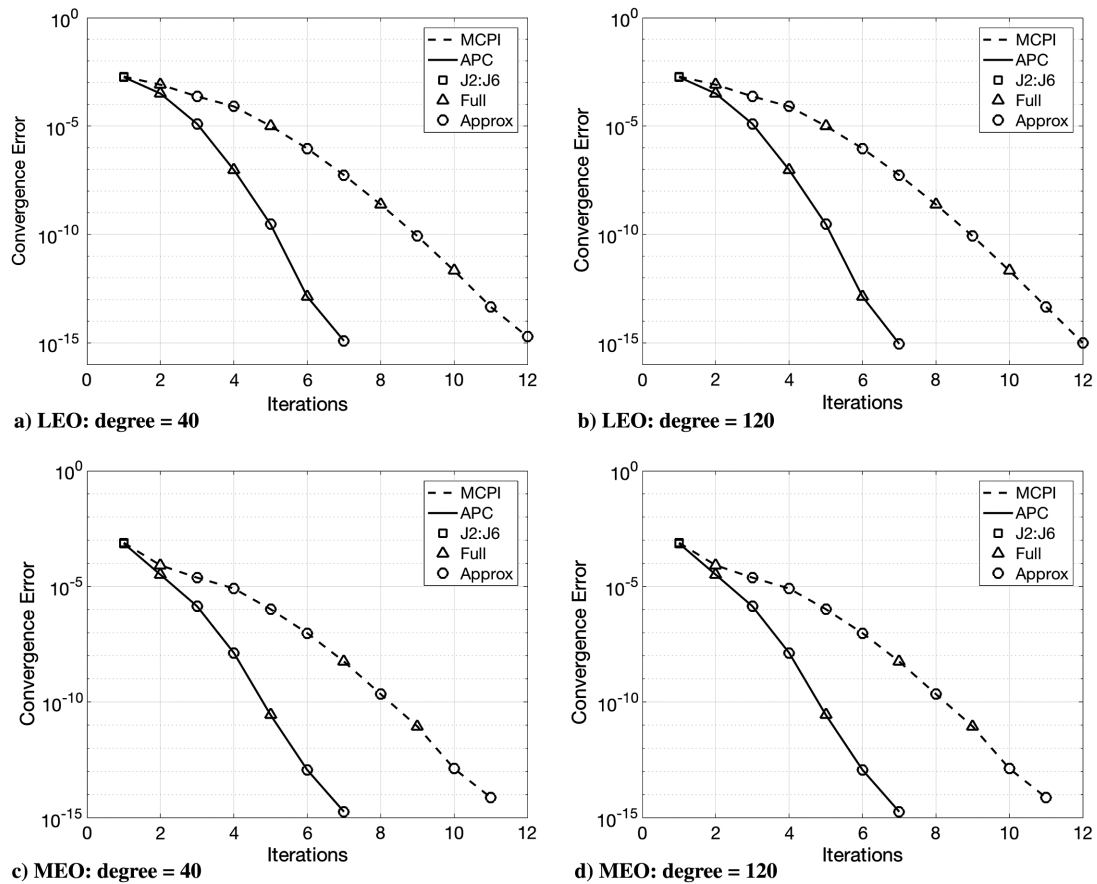 10^0
10^-5
10^-10
10^-15
Convergence Error
0 2 4 6 8 10 12
Iterations
MCPI
APC
J2:J6
Full
Approx
a) LEO: degree = 40
10^0
10^-5
10^-10
10^-15
Convergence Error
0 2 4 6 8 10 12
Iterations
MCPI
APC
J2:J6
Full
Approx
b) LEO: degree = 120
10^0
10^-5
10^-10
10^-15
Convergence Error
0 2 4 6 8 10 12
Iterations
MCPI
APC
J2:J6
Full
Approx
c) MEO: degree = 40
10^0
10^-5
10^-10
10^-15
Convergence Error
0 2 4 6 8 10 12
Iterations
MCPI
APC
J2:J6
Full
Approx
d) MEO: degree = 120